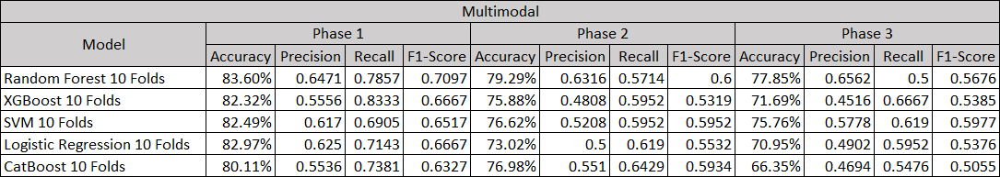 Multimodal
Model Phase 1 Phase 2 Phase 3
Accuracy Precision Recall F1-Score Accuracy Precision Recall F1-Score Accuracy Precision Recall F1-Score
Random Forest 10 Folds 83.60% 0.6471 0.7857 0.7097 79.29% 0.6316 0.5714 0.6 77.85% 0.6562 0.5 0.5676
XGBoost 10 Folds 82.32% 0.5556 0.8333 0.6667 75.88% 0.4808 0.5952 0.5319 71.69% 0.4516 0.6667 0.5385
SVM 10 Folds 82.49% 0.617 0.6905 0.6517 76.62% 0.5208 0.5952 0.5952 75.76% 0.5778 0.619 0.5977
Logistic Regression 10 Folds 82.97% 0.625 0.7143 0.6667 73.02% 0.5 0.619 0.5532 70.95% 0.4902 0.5952 0.5376
CatBoost 10 Folds 80.11% 0.5536 0.7381 0.6327 76.98% 0.551 0.6429 0.5934 66.35% 0.4694 0.5476 0.5055